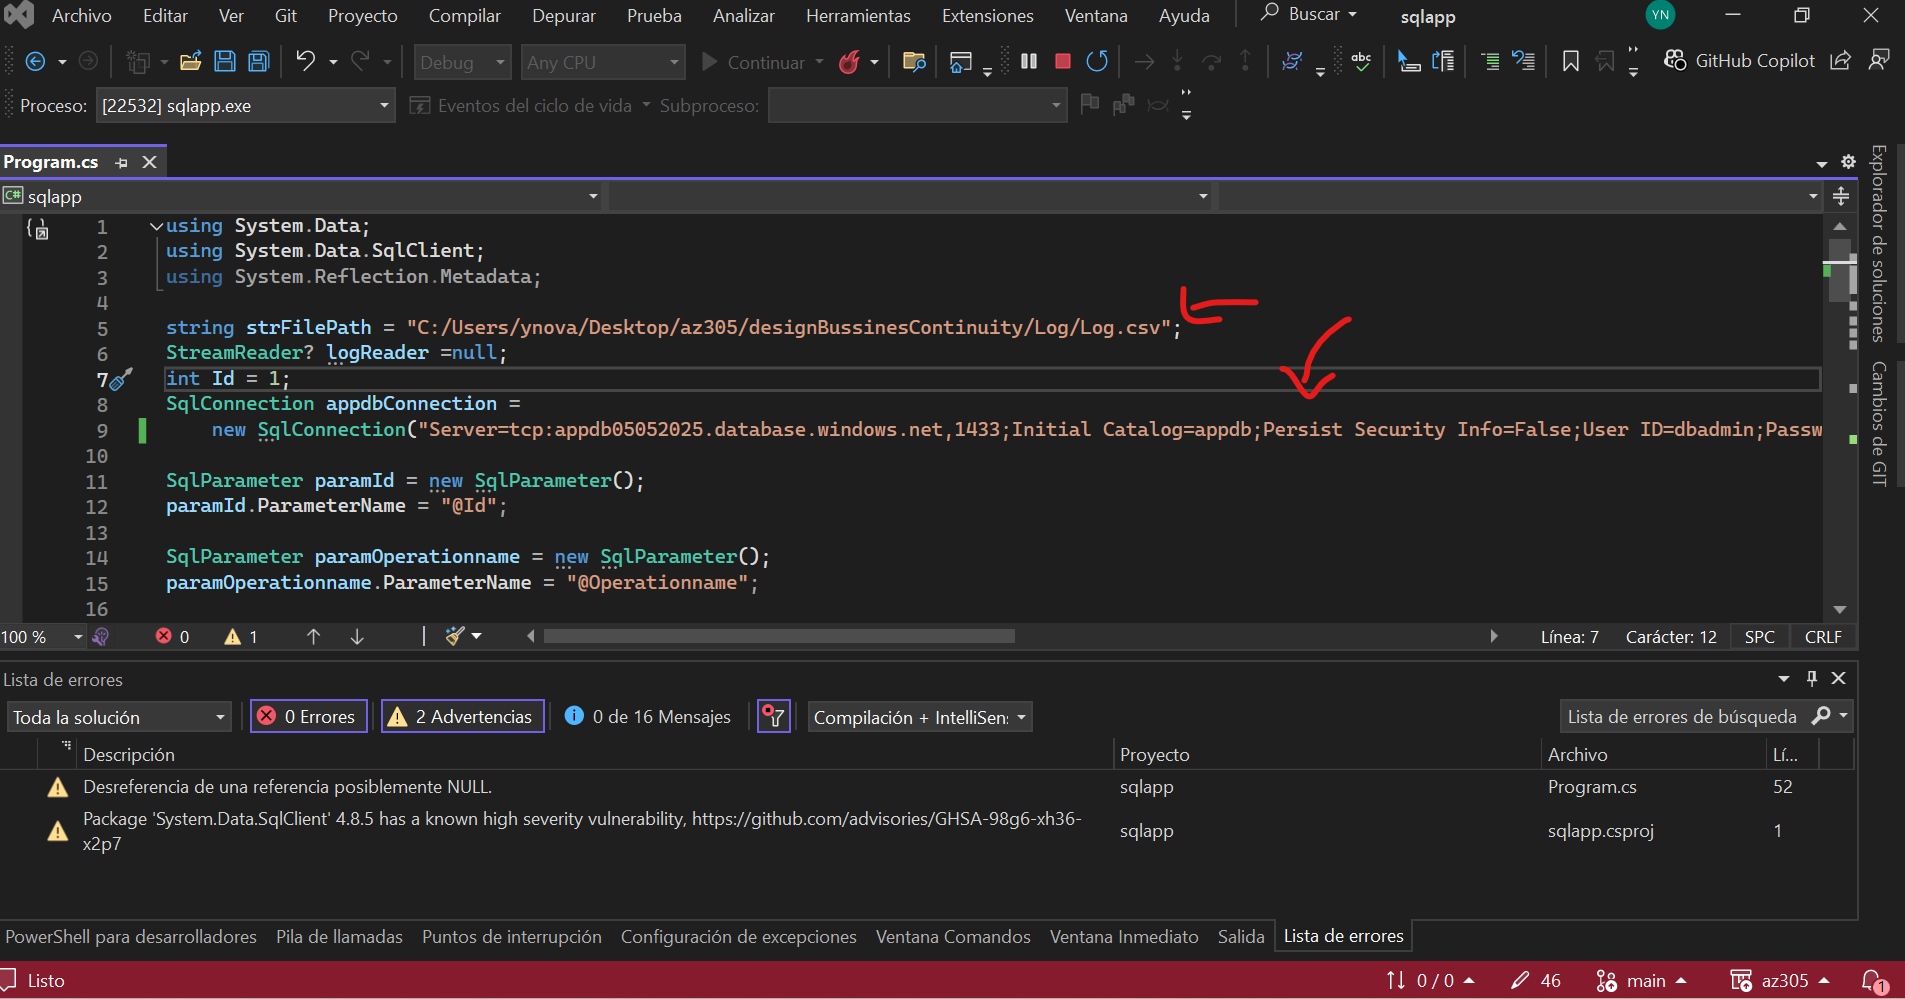 Archivo Editar Ver Git Proyecto Compilar Depurar Prueba Analizar Herramientas Extensiones Ventana Ayuda Buscar sqlapp YN
Debug Any CPU Continuar abc GitHub Copilot
Proceso: [22532] sqlapp.exe Eventos del ciclo de vida Subproceso:
Program.cs
C# sqlapp
1 using System.Data;
2 using System.Data.SqlClient;
3 using System.Reflection.Metadata;
4
5 string strFilePath = "C:/Users/ynova/Desktop/az305/designBussinesContinuity/Log/Log.csv";
6 StreamReader? logReader =null;
7 int Id = 1;
8 SqlConnection appdbConnection =
9 new SqlConnection("Server=tcp:appdb05052025.database.windows.net,1433;Initial Catalog=appdb;Persist Security Info=False;User ID=dbadmin;Passw
10
11 SqlParameter paramId = new SqlParameter();
12 paramId.ParameterName = "@Id";
13
14 SqlParameter paramOperationname = new SqlParameter();
15 paramOperationname.ParameterName = "@Operationname";
16
100 % 0 1 Línea: 7 Carácter: 12 SPC CRLF
Explorador de soluciones
Cambios de GIT
Lista de errores
Toda la solución 0 Errores 2 Advertencias 0 de 16 Mensajes Compilación + IntelliSen: Lista de errores de búsqueda
Descripción Proyecto Archivo Lí...
Desreferencia de una referencia posiblemente NULL. sqlapp Program.cs 52
Package 'System.Data.SqlClient' 4.8.5 has a known high severity vulnerability, https://github.com/advisories/GHSA-98g6-xh36-
x2p7 sqlapp sqlapp.csproj 1
PowerShell para desarrolladores Pila de llamadas Puntos de interrupción Configuración de excepciones Ventana Comandos Ventana Inmediato Salida Lista de errores
Listo 0 / 0 46 main az305 1